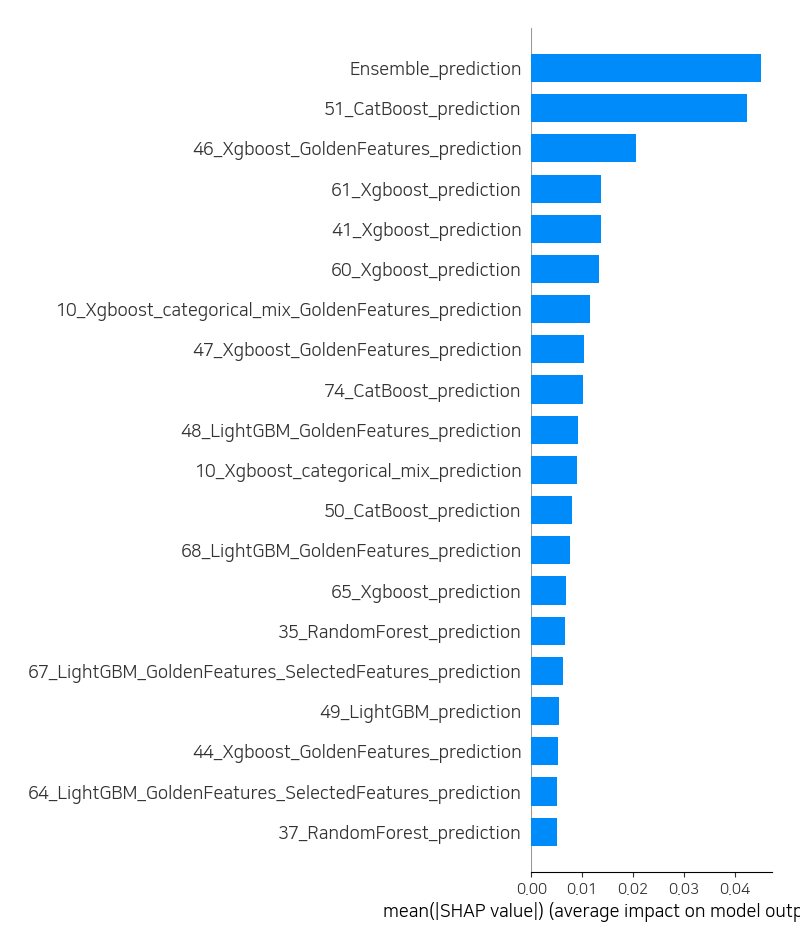 Ensemble_prediction
51_CatBoost_prediction
46_Xgboost_GoldenFeatures_prediction
61_Xgboost_prediction
41_Xgboost_prediction
60_Xgboost_prediction
10_Xgboost_categorical_mix_GoldenFeatures_prediction
47_Xgboost_GoldenFeatures_prediction
74_CatBoost_prediction
48_LightGBM_GoldenFeatures_prediction
10_Xgboost_categorical_mix_prediction
50_CatBoost_prediction
68_LightGBM_GoldenFeatures_prediction
65_Xgboost_prediction
35_RandomForest_prediction
67_LightGBM_GoldenFeatures_SelectedFeatures_prediction
49_LightGBM_prediction
44_Xgboost_GoldenFeatures_prediction
64_LightGBM_GoldenFeatures_SelectedFeatures_prediction
37_RandomForest_prediction
0.00 0.01 0.02 0.03 0.04
mean(|SHAP value|) (average impact on model outp